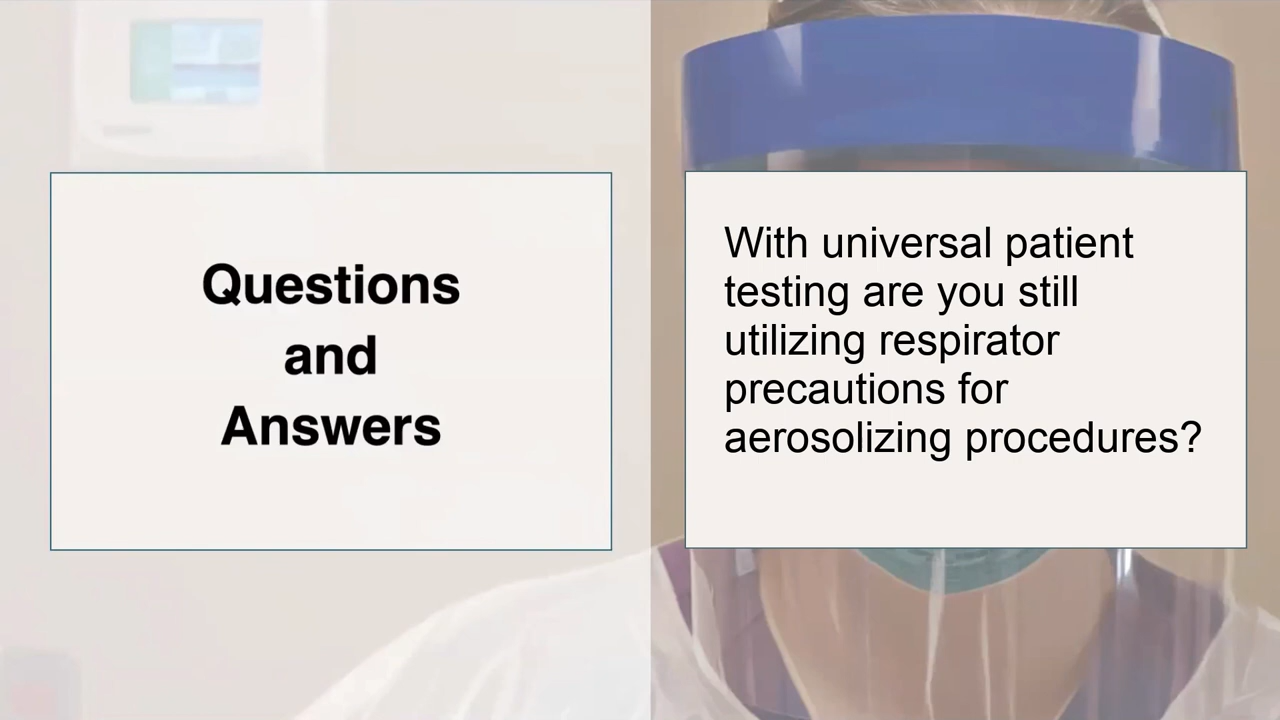 Questions
and
Answers
With universal patient
testing are you still
utilizing respirator
precautions for
aerosolizing procedures?